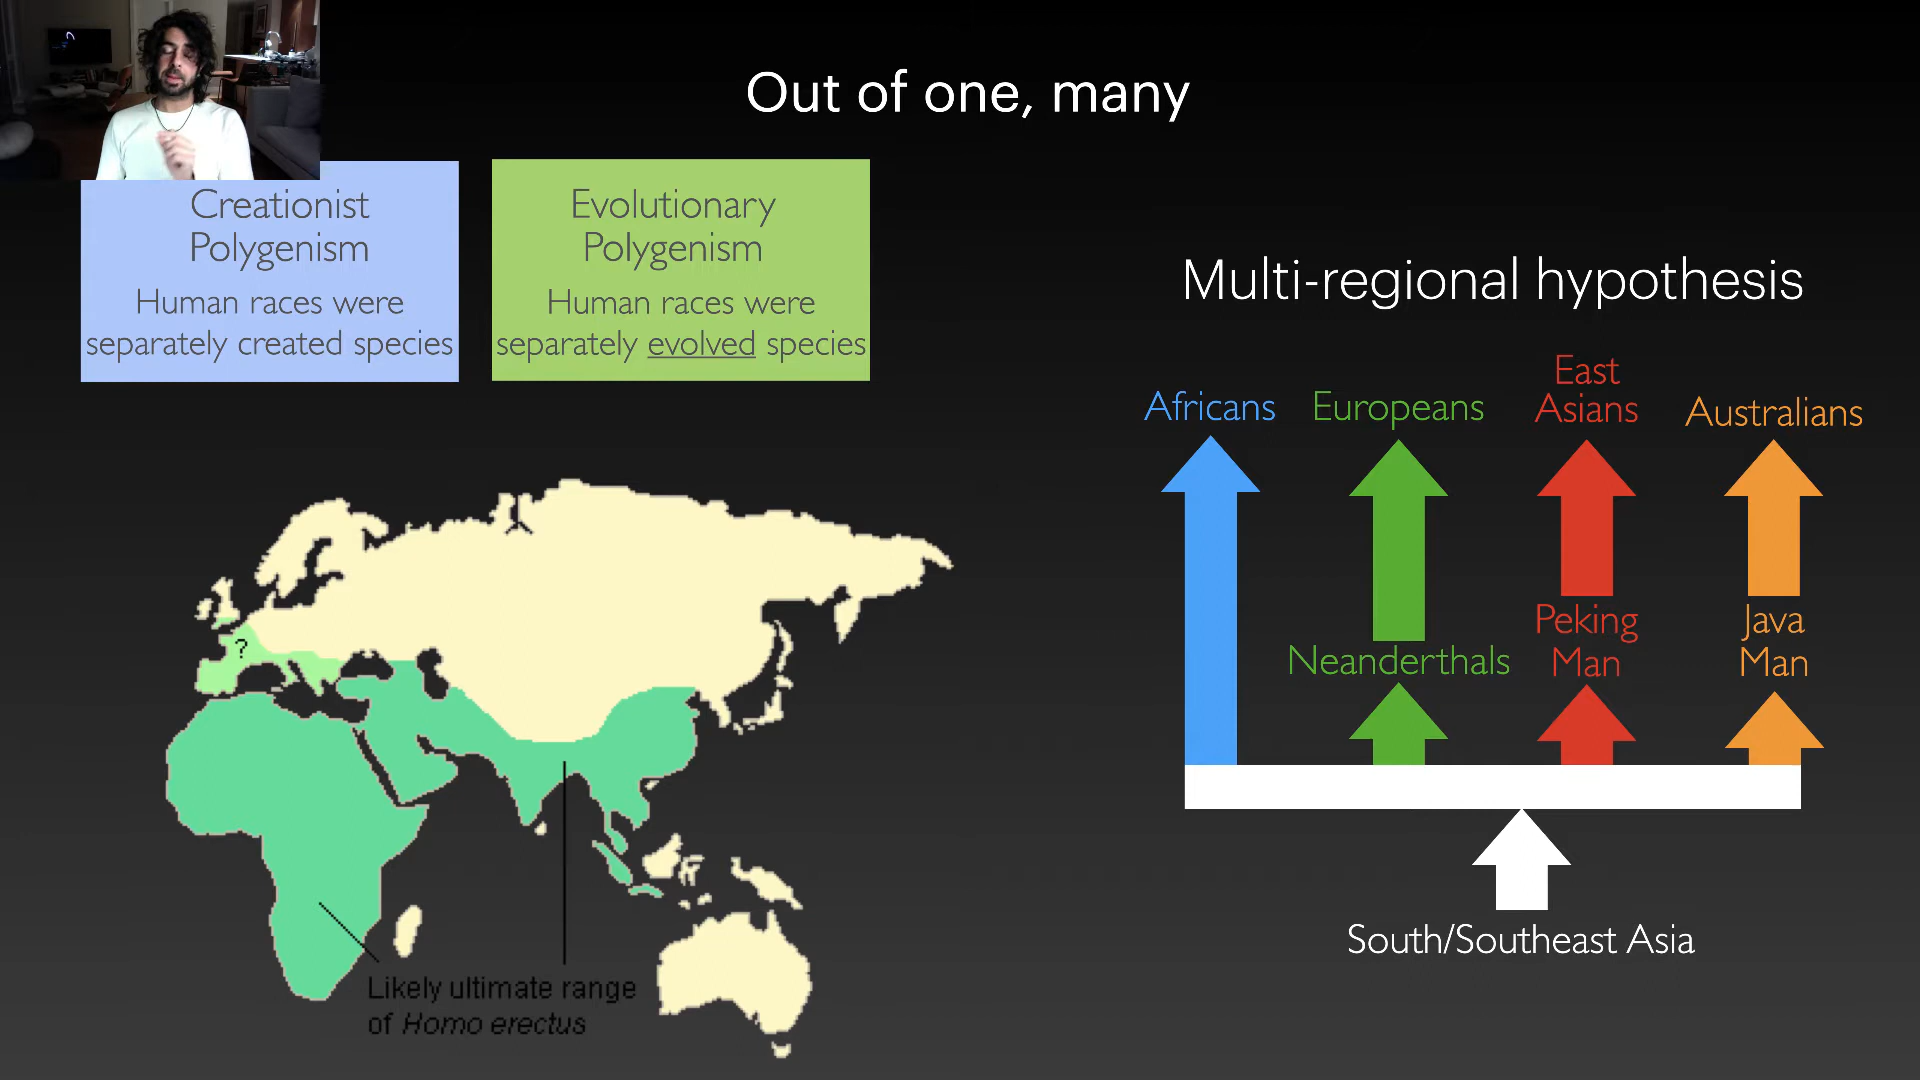 Out of one, many
Creationist
Polygenism
Human races were
separately created species
Evolutionary
Polygenism
Human races were
separately evolved species
Multi-regional hypothesis
Africans
Europeans
East
Asians
Australians
Neanderthals
Peking
Man
Java
Man
South/Southeast Asia
?
Likely ultimate range
of Homo erectus